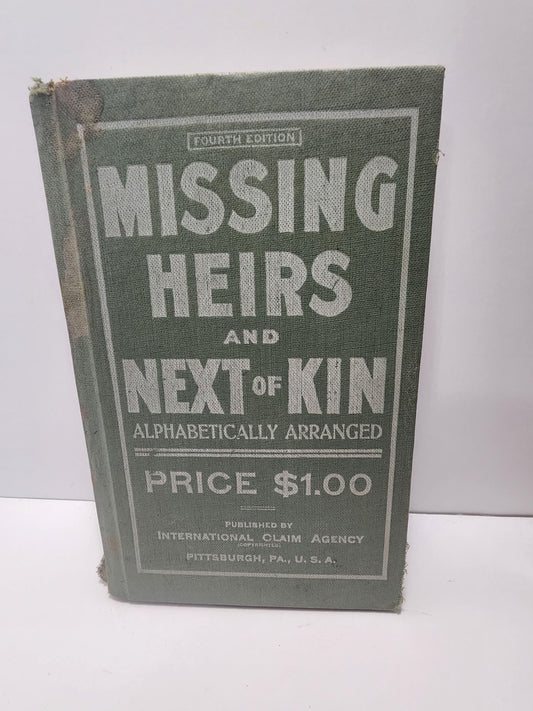 FOURTH EDITION
MISSING
HEIRS
AND
NEXT OF KIN
ALPHABETICALLY ARRANGED
PRICE $1.00
PUBLISHED BY
INTERNATIONAL CLAIM AGENCY
(COPYRIGHTED)
PITTSBURGH, PA., U. S. A.